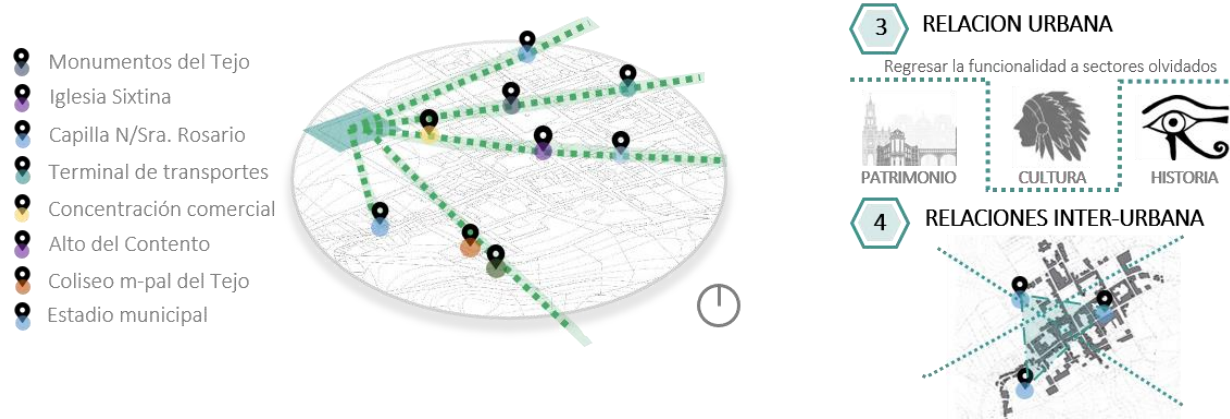 Monumentos del Tejo
Iglesia Sixtina
Capilla N/Sra. Rosario
Terminal de transportes
Concentración comercial
Alto del Contento
Coliseo m-pal del Tejo
Estadio municipal
3 RELACION URBANA
Regresar la funcionalidad a sectores olvidados
PATRIMONIO CULTURA HISTORIA
4 RELACIONES INTER-URBANA